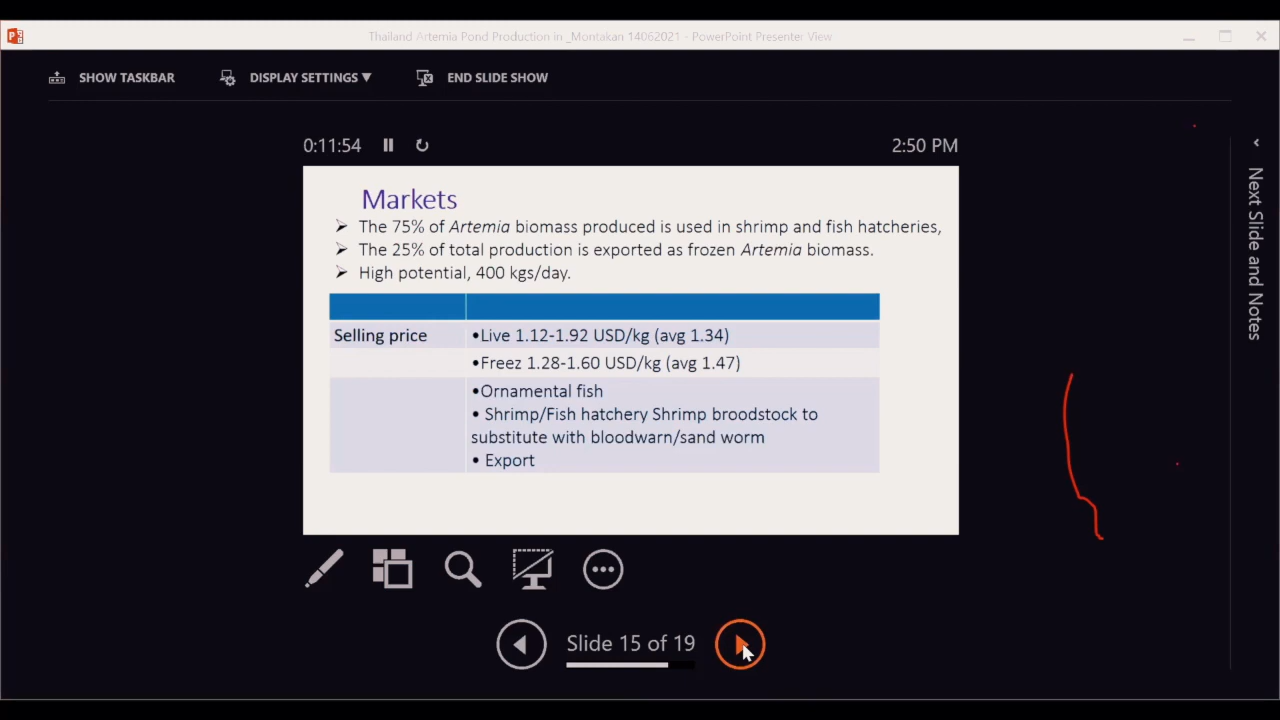 Thailand Artemia Pond Production in _Montakan 14062021 - PowerPoint Presenter View
SHOW TASKBAR
DISPLAY SETTINGS ▼
END SLIDE SHOW
0:11:54
2:50 PM
Markets
➢ The 75% of Artemia biomass produced is used in shrimp and fish hatcheries,
➢ The 25% of total production is exported as frozen Artemia biomass.
➢ High potential, 400 kgs/day.
Selling price
•Live 1.12-1.92 USD/kg (avg 1.34)
•Freez 1.28-1.60 USD/kg (avg 1.47)
•Ornamental fish
• Shrimp/Fish hatchery Shrimp broodstock to
substitute with bloodwarn/sand worm
• Export
Slide 15 of 19
Next Slide and Notes